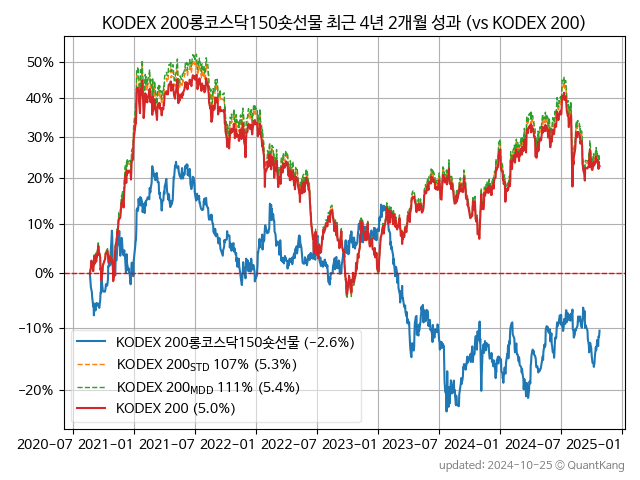 KODEX 200롱코스닥150숏선물 최근 4년 2개월 성과 (vs KODEX 200)
50%
40%
30%
20%
10%
0%
−10%
−20%
KODEX 200롱코스닥150숏선물 (−2.6%)
KODEX 200STD 107% (5.3%)
KODEX 200MDD 111% (5.4%)
KODEX 200 (5.0%)
2020-07 2021-01 2021-07 2022-01 2022-07 2023-01 2023-07 2024-01 2024-07 2025-01
updated: 2024-10-25 © QuantKang